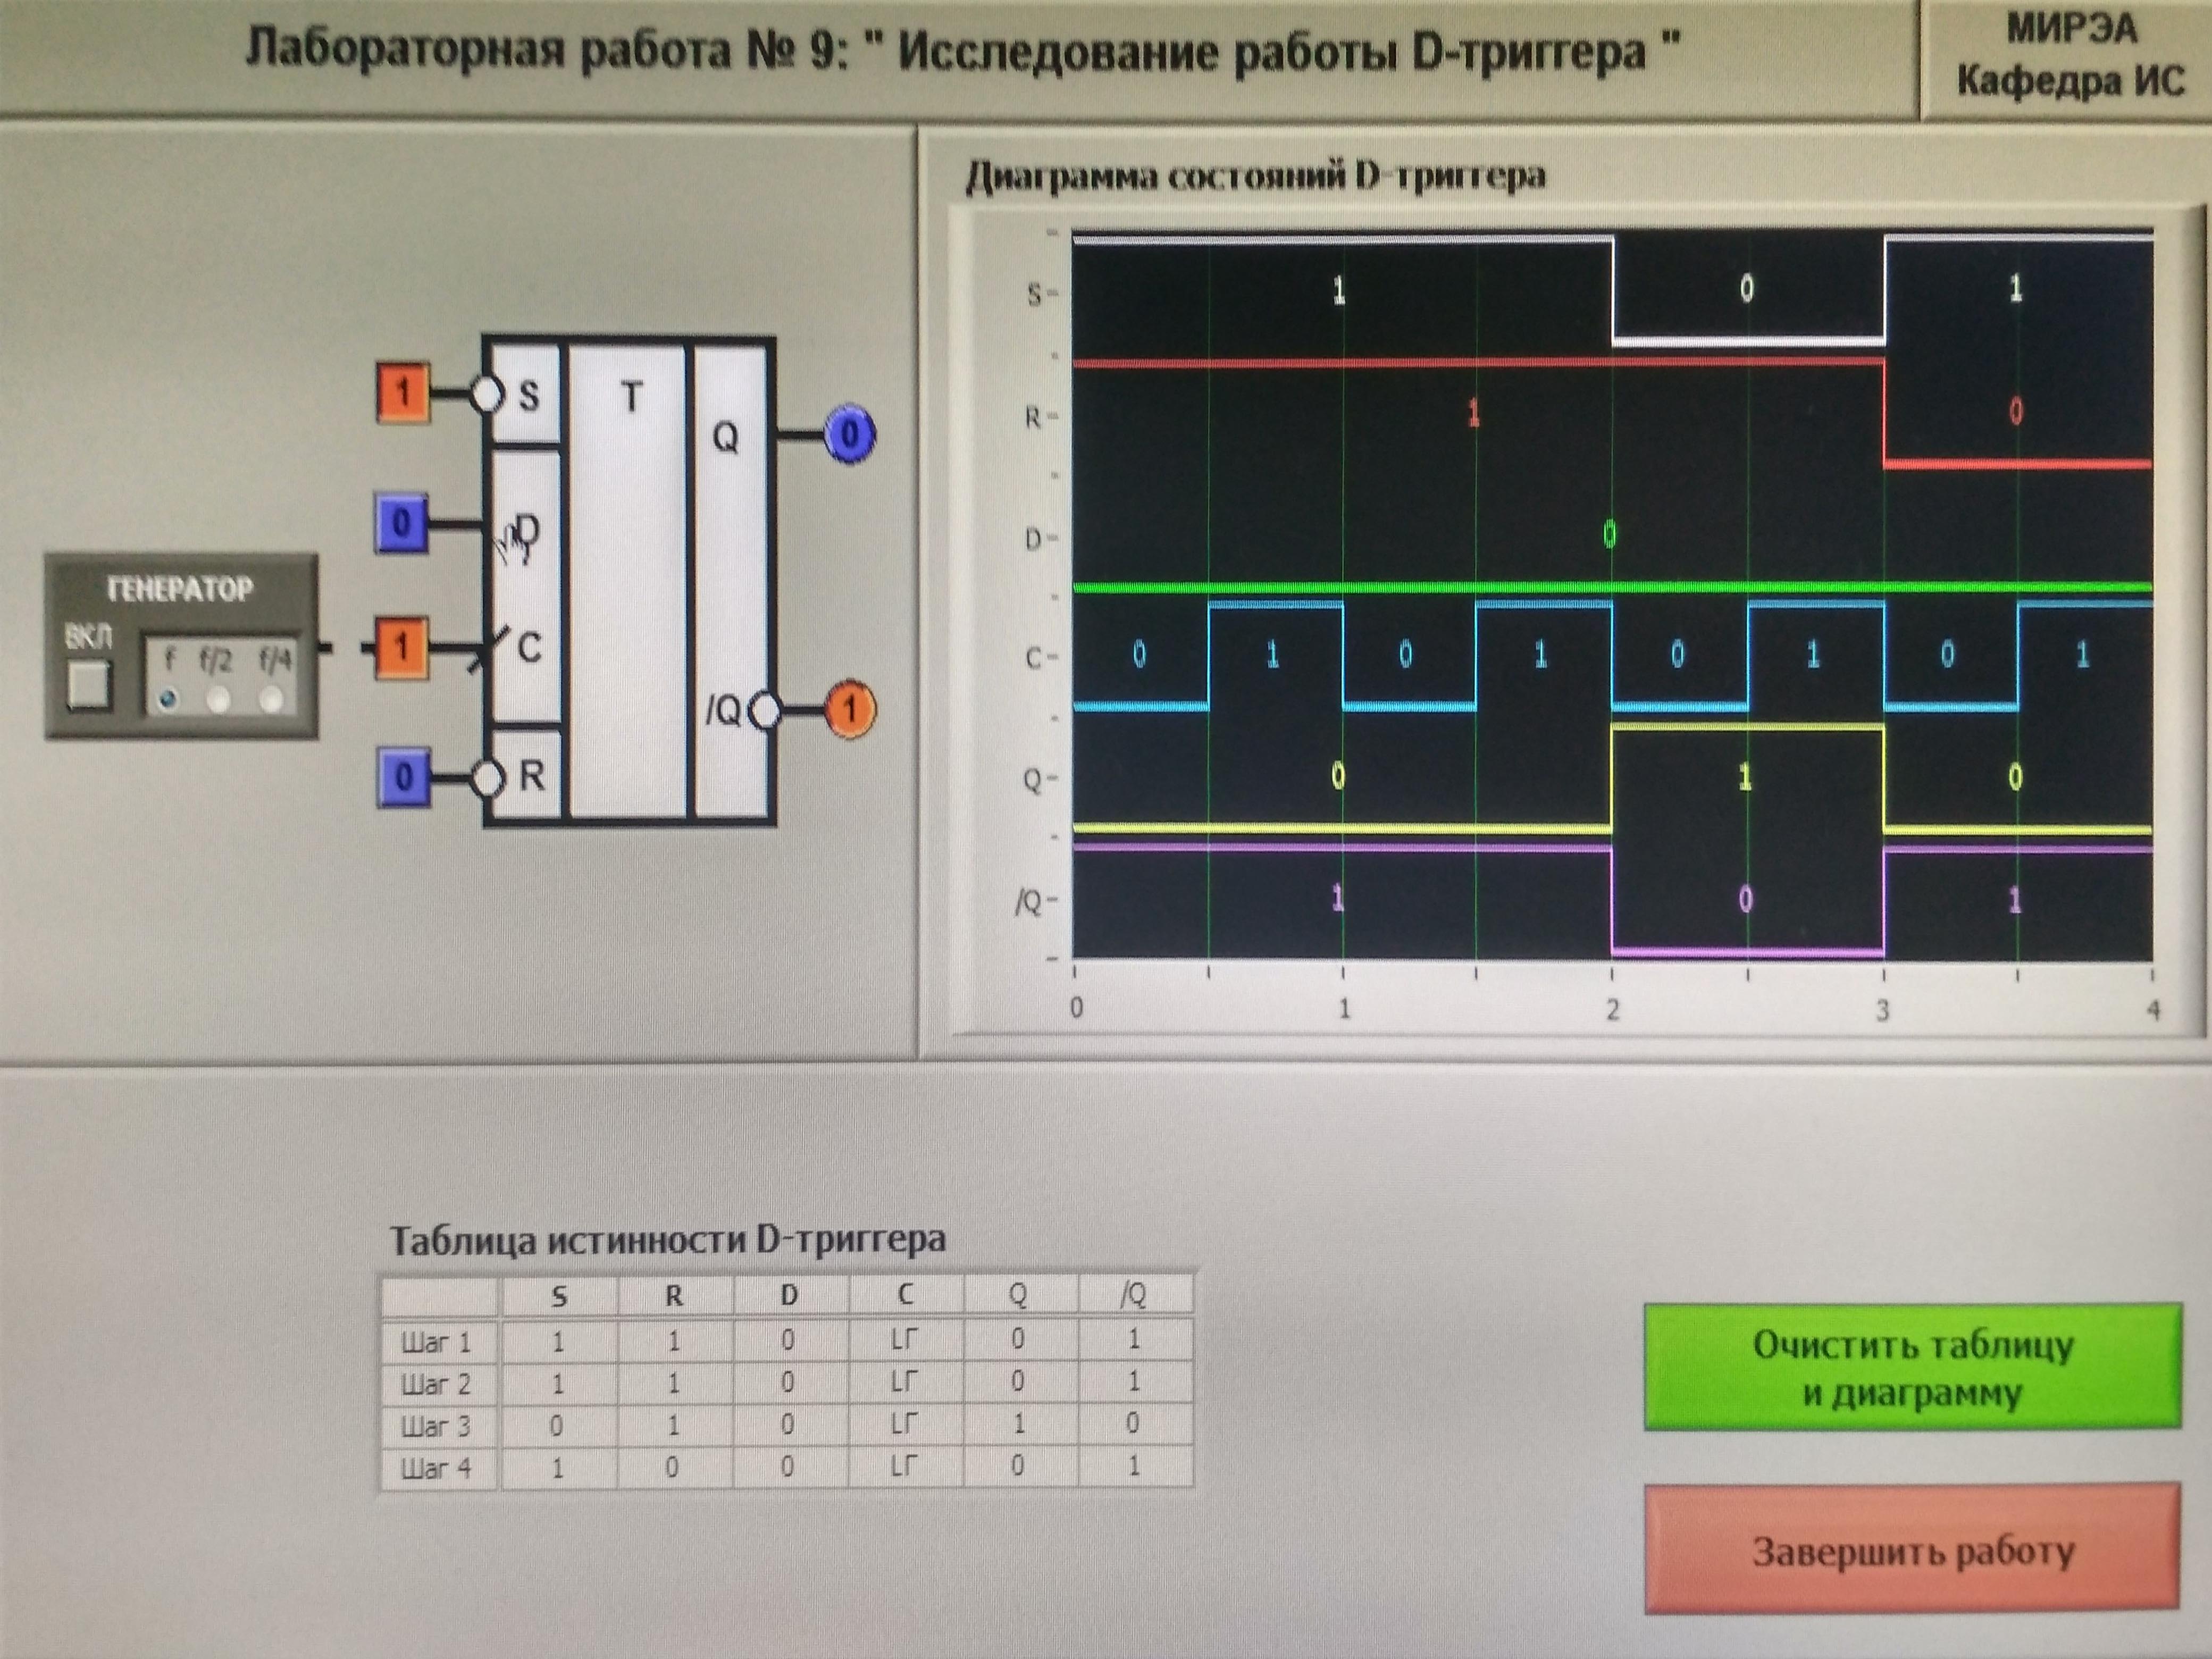 Лабораторная работа № 9: " Исследование работы D-триггера "
МИРЭА
Кафедра ИС
Диаграмма состояний D-триггера
1 S T
Q 0
0 D
ГЕНЕРАТОР
ВКЛ
f f/2 f/4
1 C
/Q 1
0 R
S 1 0 1
R 1 0
D 0
C 0 1 0 1 0 1 0 1
Q 0 1 0
/Q 1 0 1
0 1 2 3 4
Таблица истинности D-триггера
S R D C Q /Q
Шаг 1 1 1 0 LГ 0 1
Шаг 2 1 1 0 LГ 0 1
Шаг 3 0 1 0 LГ 1 0
Шаг 4 1 0 0 LГ 0 1
Очистить таблицу
и диаграмму
Завершить работу